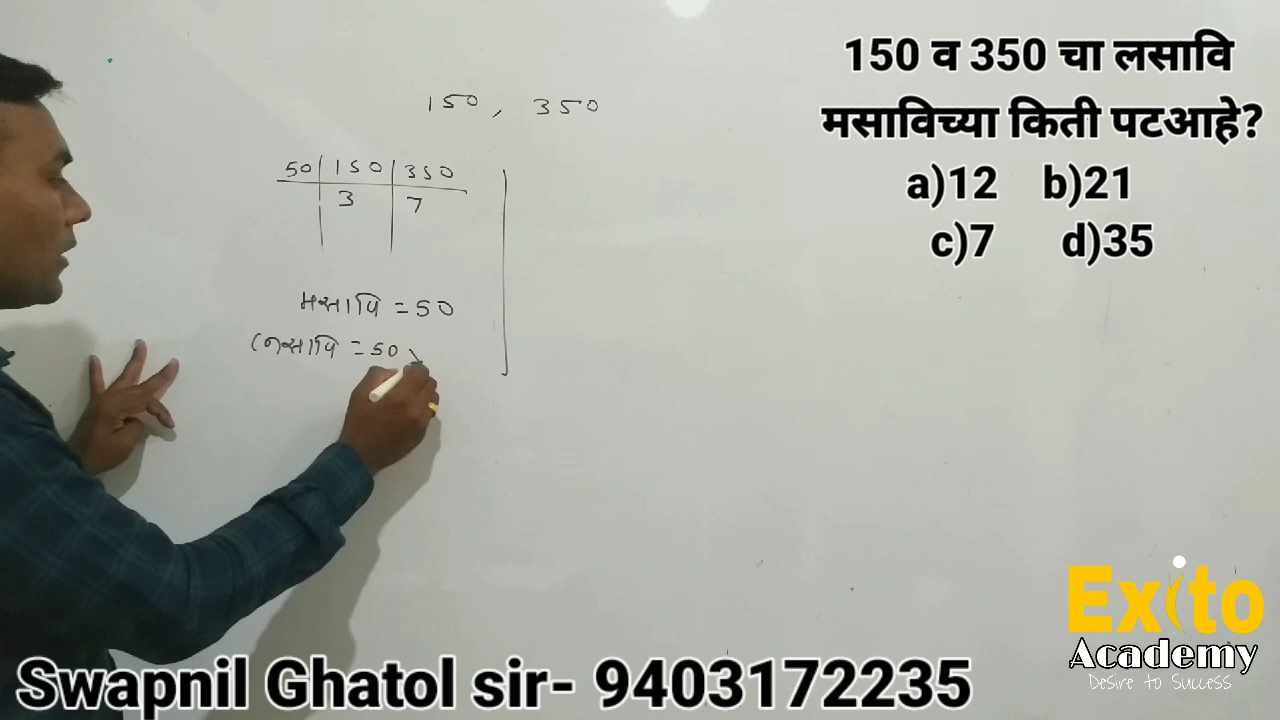 150 व 350 चा लसावि
मसाविच्या किती पटआहे?
a)12 b)21
c)7 d)35
150 , 350
50 150 350
3 7
मसावि = 50
लसावि = 50 ×
Exito
Academy
Desire to Success
Swapnil Ghatol sir- 9403172235